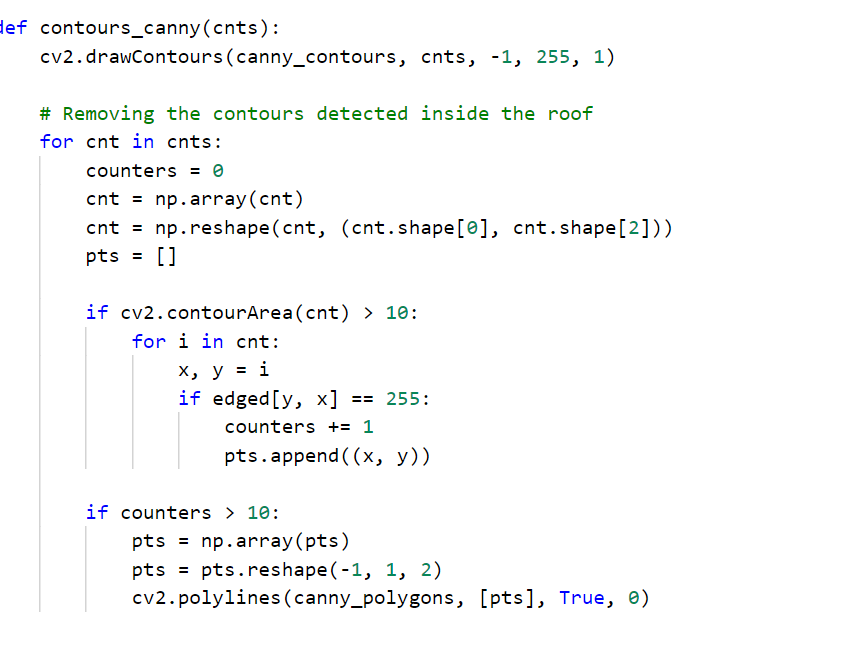 def contours_canny(cnts):
    cv2.drawContours(canny_contours, cnts, -1, 255, 1)

    # Removing the contours detected inside the roof
    for cnt in cnts:
        counters = 0
        cnt = np.array(cnt)
        cnt = np.reshape(cnt, (cnt.shape[0], cnt.shape[2]))
        pts = []

        if cv2.contourArea(cnt) > 10:
            for i in cnt:
                x, y = i
                if edged[y, x] == 255:
                    counters += 1
                    pts.append((x, y))

        if counters > 10:
            pts = np.array(pts)
            pts = pts.reshape(-1, 1, 2)
            cv2.polylines(canny_polygons, [pts], True, 0)